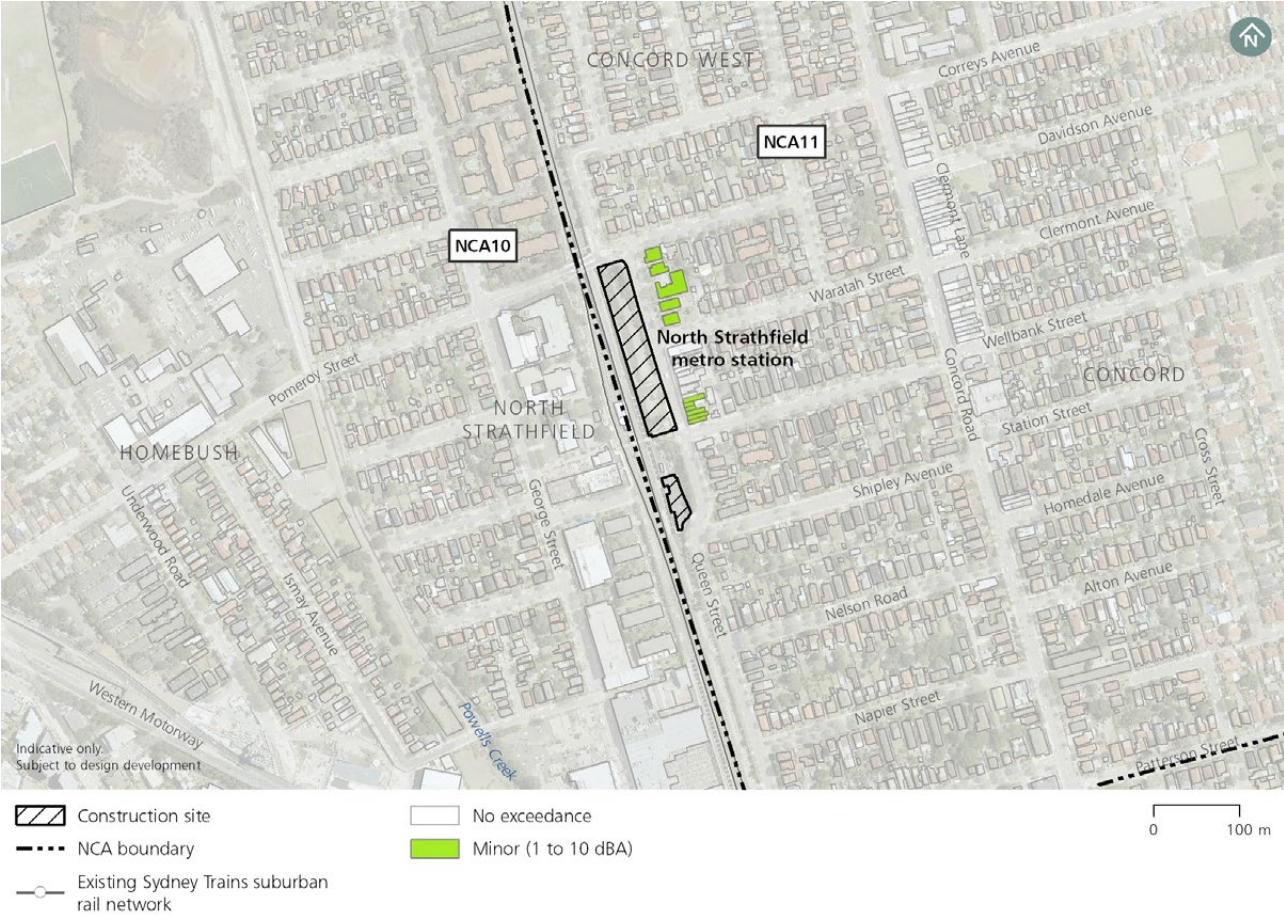 N
CONCORD WEST
Correys Avenue
NCA11
Davidson Avenue
Clermont Lane
Clermont Avenue
NCA10
Waratah Street
Wellbank Street
North Strathfield
metro station
Pomeroy Street
Concord Road
CONCORD
NORTH
STRATHFIELD
Station Street
HOMEBUSH
Cross Street
Shipley Avenue
Homedale Avenue
Underwood Road
George Street
Ismay Avenue
Queen Street
Alton Avenue
Nelson Road
Western Motorway
Powells Creek
Napier Street
Patterson Street
Indicative only.
Subject to design development
Construction site
No exceedance
NCA boundary
Minor (1 to 10 dBA)
Existing Sydney Trains suburban
rail network
0 100 m